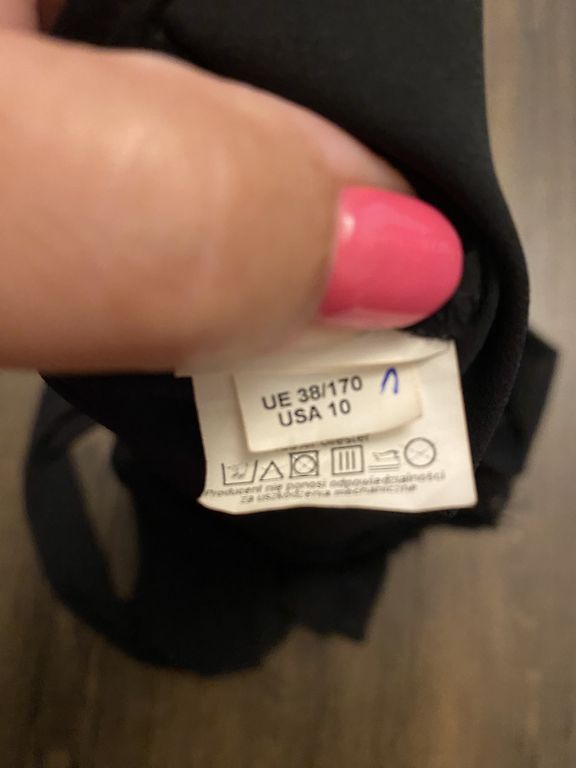 UE 38/170
USA 10
Producent nie ponosi odpowiedzialności
za uszkodzenia mechaniczne